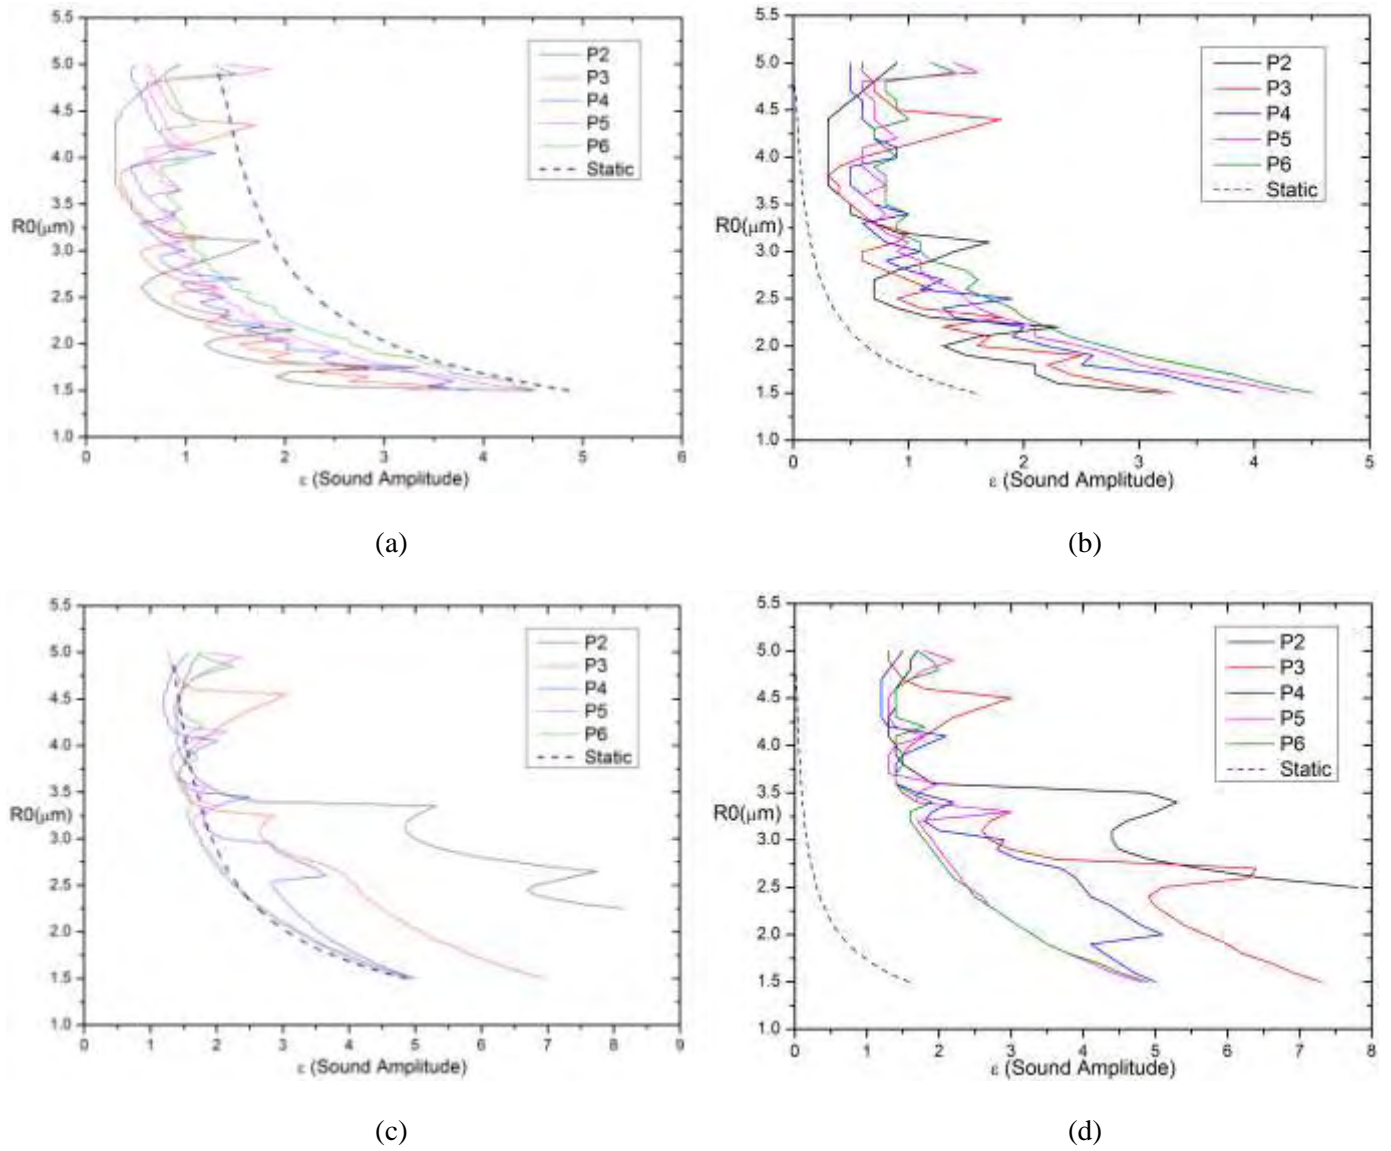 5.5
5.0
4.5
4.0
3.5
R0(μm)
3.0
2.5
2.0
1.5
1.0
0 1 2 3 4 5 6
ε (Sound Amplitude)
P2
P3
P4
P5
P6
Static
(a)
5.5
5.0
4.5
4.0
3.5
R0(μm)
3.0
2.5
2.0
1.5
1.0
0 1 2 3 4 5
ε (Sound Amplitude)
P2
P3
P4
P5
P6
Static
(b)
5.5
5.0
4.5
4.0
3.5
R0(μm)
3.0
2.5
2.0
1.5
1.0
0 1 2 3 4 5 6 7 8 9
ε (Sound Amplitude)
P2
P3
P4
P5
P6
Static
(c)
5.5
5.0
4.5
4.0
3.5
R0(μm)
3.0
2.5
2.0
1.5
1.0
0 1 2 3 4 5 6 7 8
ε (Sound Amplitude)
P2
P3
P4
P5
P6
Static
(d)